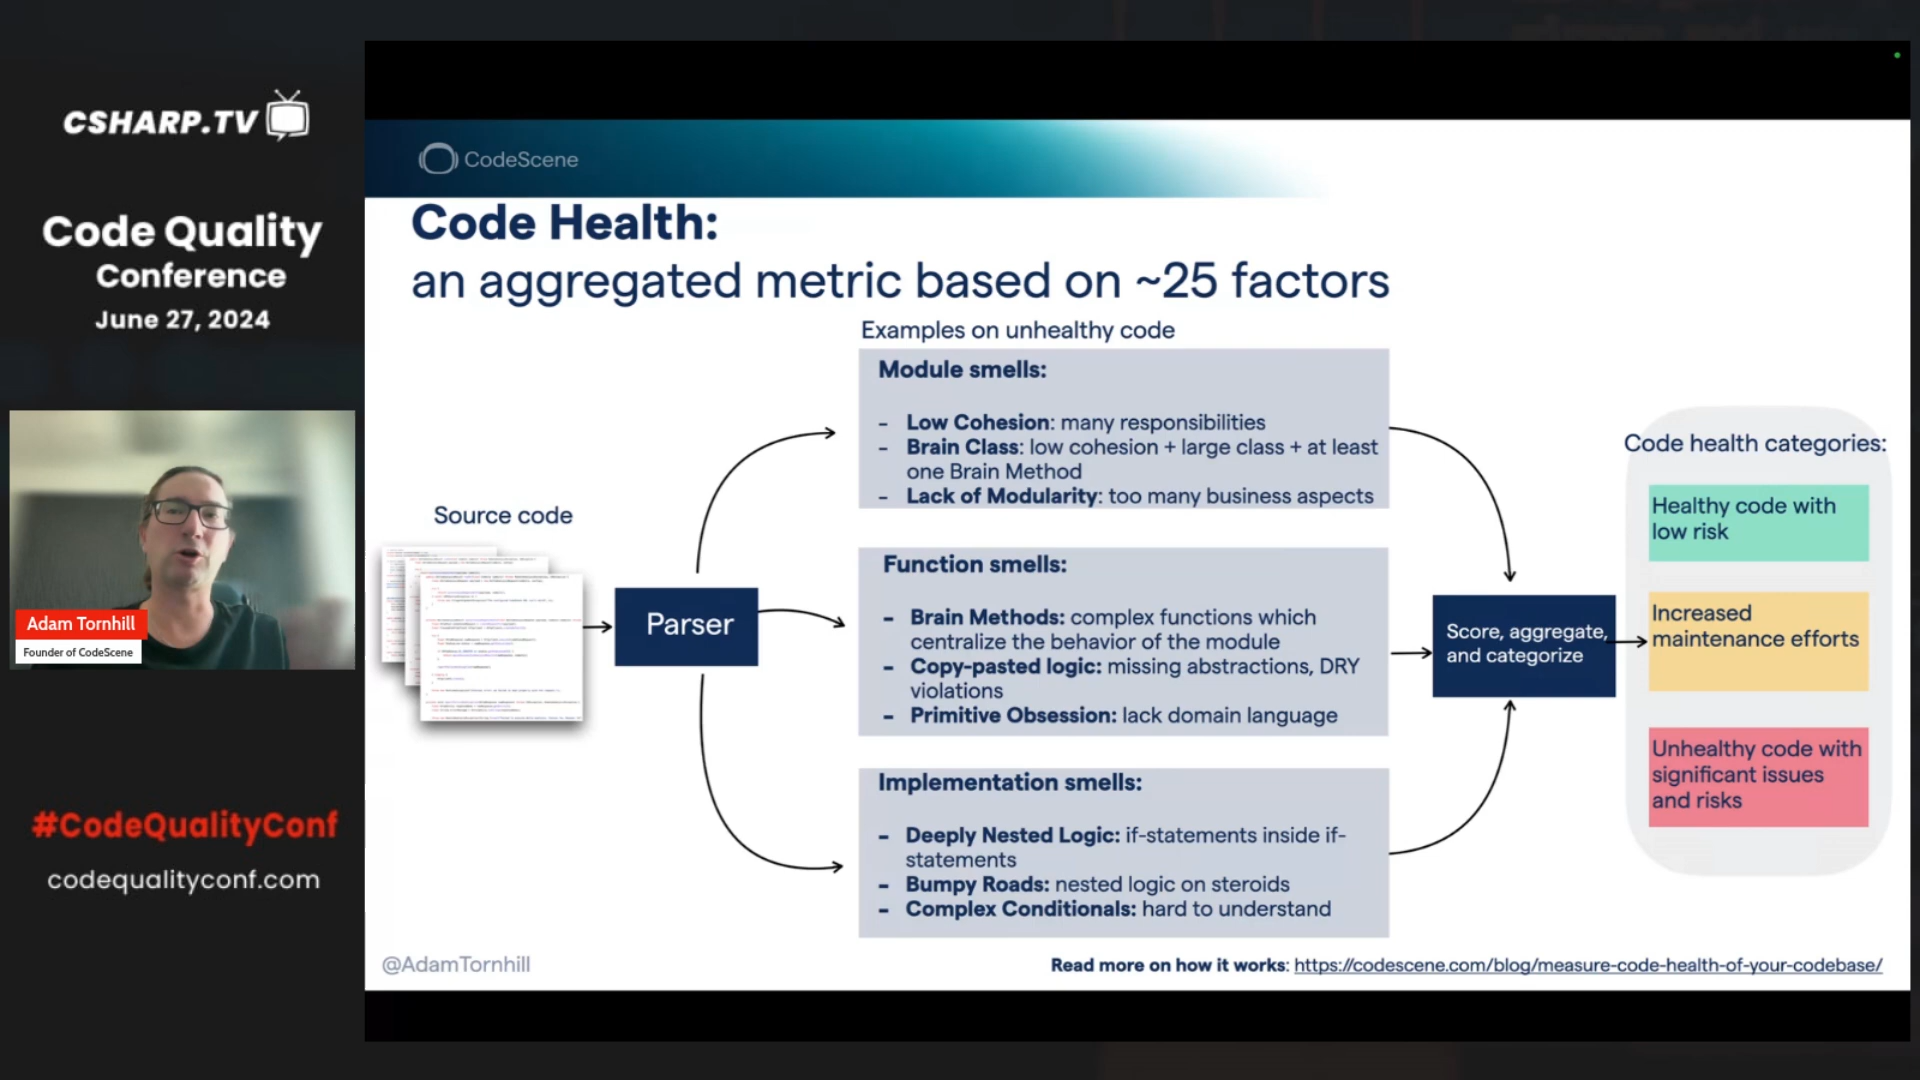 CSHARP.TV
Code Quality
Conference
June 27, 2024
Adam Tornhill
Founder of CodeScene
#CodeQualityConf
codequalityconf.com
CodeScene
Code Health:
an aggregated metric based on ~25 factors
Examples on unhealthy code
Source code
Parser
Module smells:
- Low Cohesion: many responsibilities
- Brain Class: low cohesion + large class + at least
one Brain Method
- Lack of Modularity: too many business aspects
Function smells:
- Brain Methods: complex functions which
centralize the behavior of the module
- Copy-pasted logic: missing abstractions, DRY
violations
- Primitive Obsession: lack domain language
Implementation smells:
- Deeply Nested Logic: if-statements inside if-
statements
- Bumpy Roads: nested logic on steroids
- Complex Conditionals: hard to understand
Score, aggregate,
and categorize
Code health categories:
Healthy code with
low risk
Increased
maintenance efforts
Unhealthy code with
significant issues
and risks
@AdamTornhill
Read more on how it works: https://codescene.com/blog/measure-code-health-of-your-codebase/